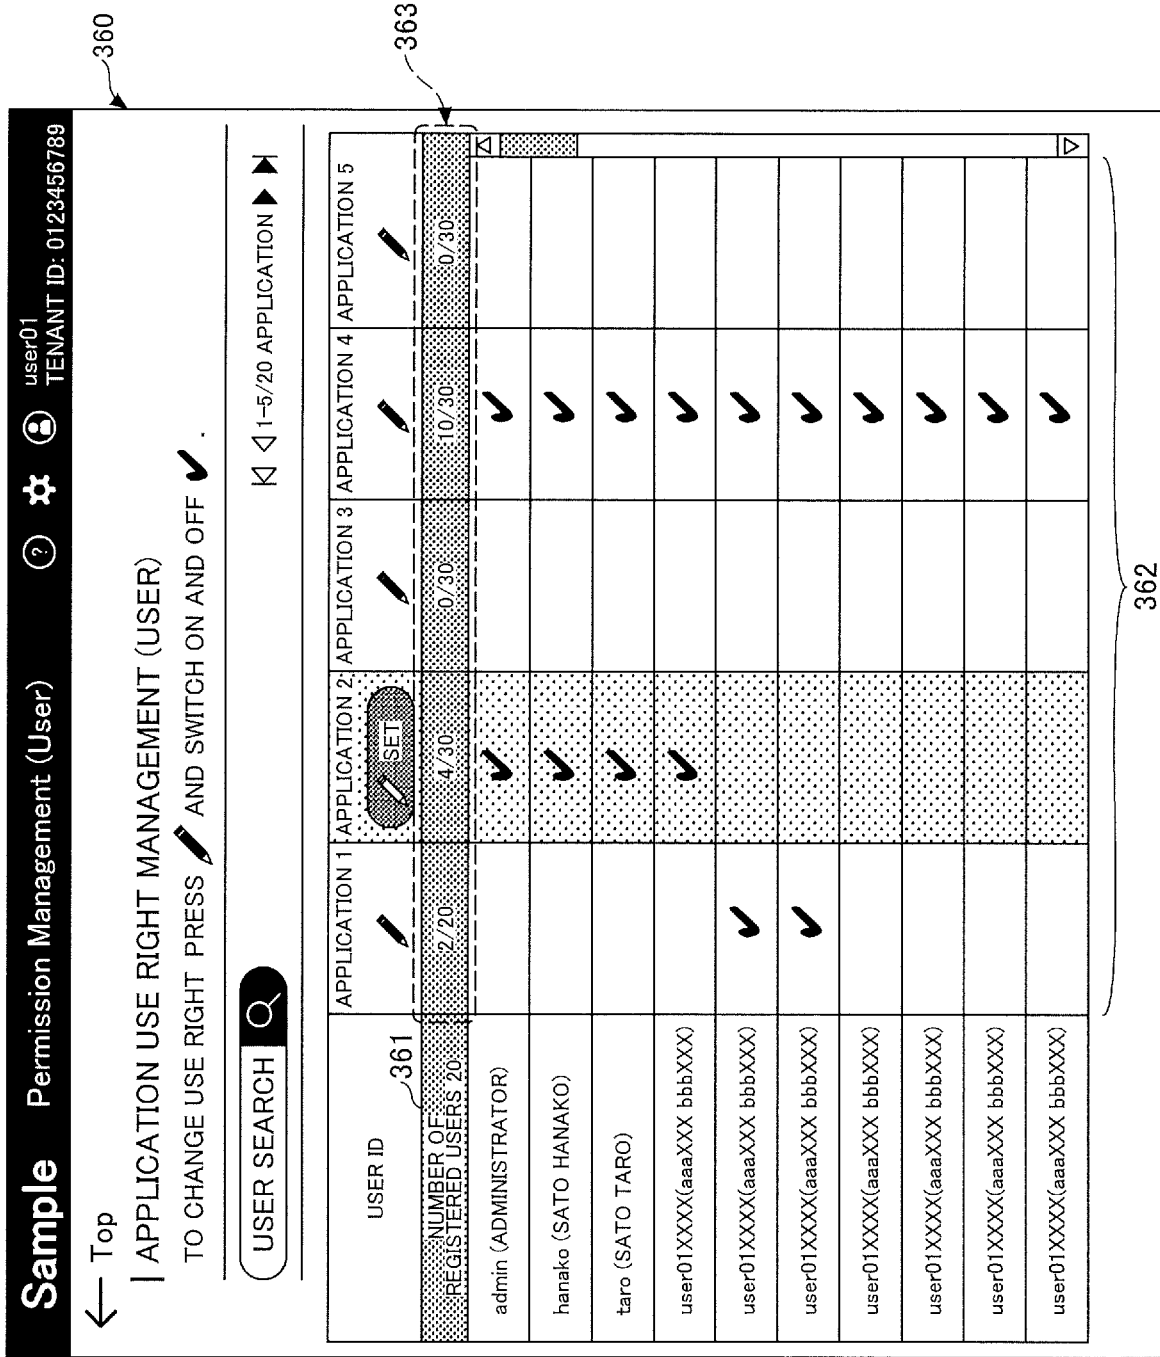 360
Sample Permission Management (User) ? user01
TENANT ID: 0123456789
← Top
APPLICATION USE RIGHT MANAGEMENT (USER)
TO CHANGE USE RIGHT PRESS AND SWITCH ON AND OFF ✔ .
USER SEARCH
1-5/20 APPLICATION
363
USER ID APPLICATION 1 APPLICATION 2 APPLICATION 3 APPLICATION 4 APPLICATION 5
SET
361
NUMBER OF
REGISTERED USERS 20 2/20 4/30 0/30 10/30 0/30
admin (ADMINISTRATOR) ✔ ✔
hanako (SATO HANAKO) ✔ ✔
taro (SATO TARO) ✔ ✔
user01XXXX(aaaXXX bbbXXX) ✔ ✔
user01XXXX(aaaXXX bbbXXX) ✔ ✔
user01XXXX(aaaXXX bbbXXX) ✔ ✔
user01XXXX(aaaXXX bbbXXX) ✔
user01XXXX(aaaXXX bbbXXX) ✔
user01XXXX(aaaXXX bbbXXX) ✔
user01XXXX(aaaXXX bbbXXX) ✔
362